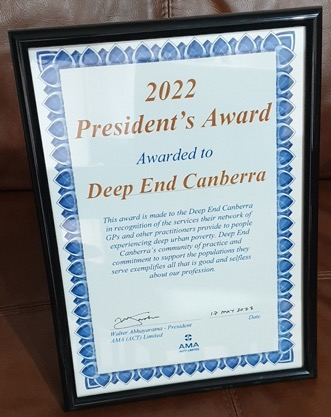 2022
President's Award
Awarded to
Deep End Canberra
This award is made to the Deep End Canberra
in recognition of the services their network of
GPs and other practitioners provide to people
experiencing deep urban poverty. Deep End
Canberra's community of practice and
commitment to support the populations they
serve exemplifies all that is good and selfless
about our profession.
12 MAY 2023
Walter Abhayaratna - President Date
AMA (ACT) Limited
AMA